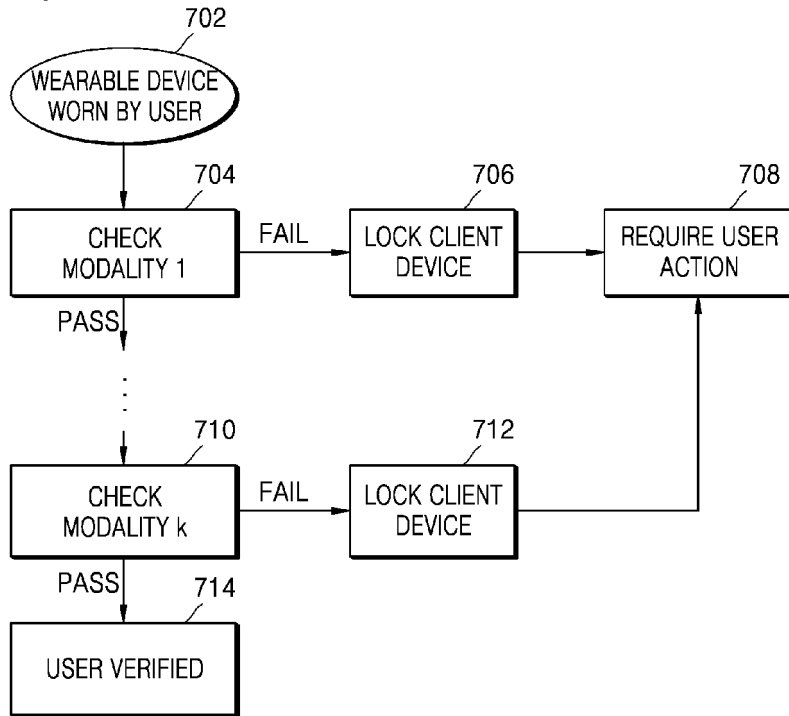 702
WEARABLE DEVICE
WORN BY USER
704
CHECK
MODALITY 1
FAIL
706
LOCK CLIENT
DEVICE
708
REQUIRE USER
ACTION
PASS
710
CHECK
MODALITY k
FAIL
712
LOCK CLIENT
DEVICE
PASS
714
USER VERIFIED